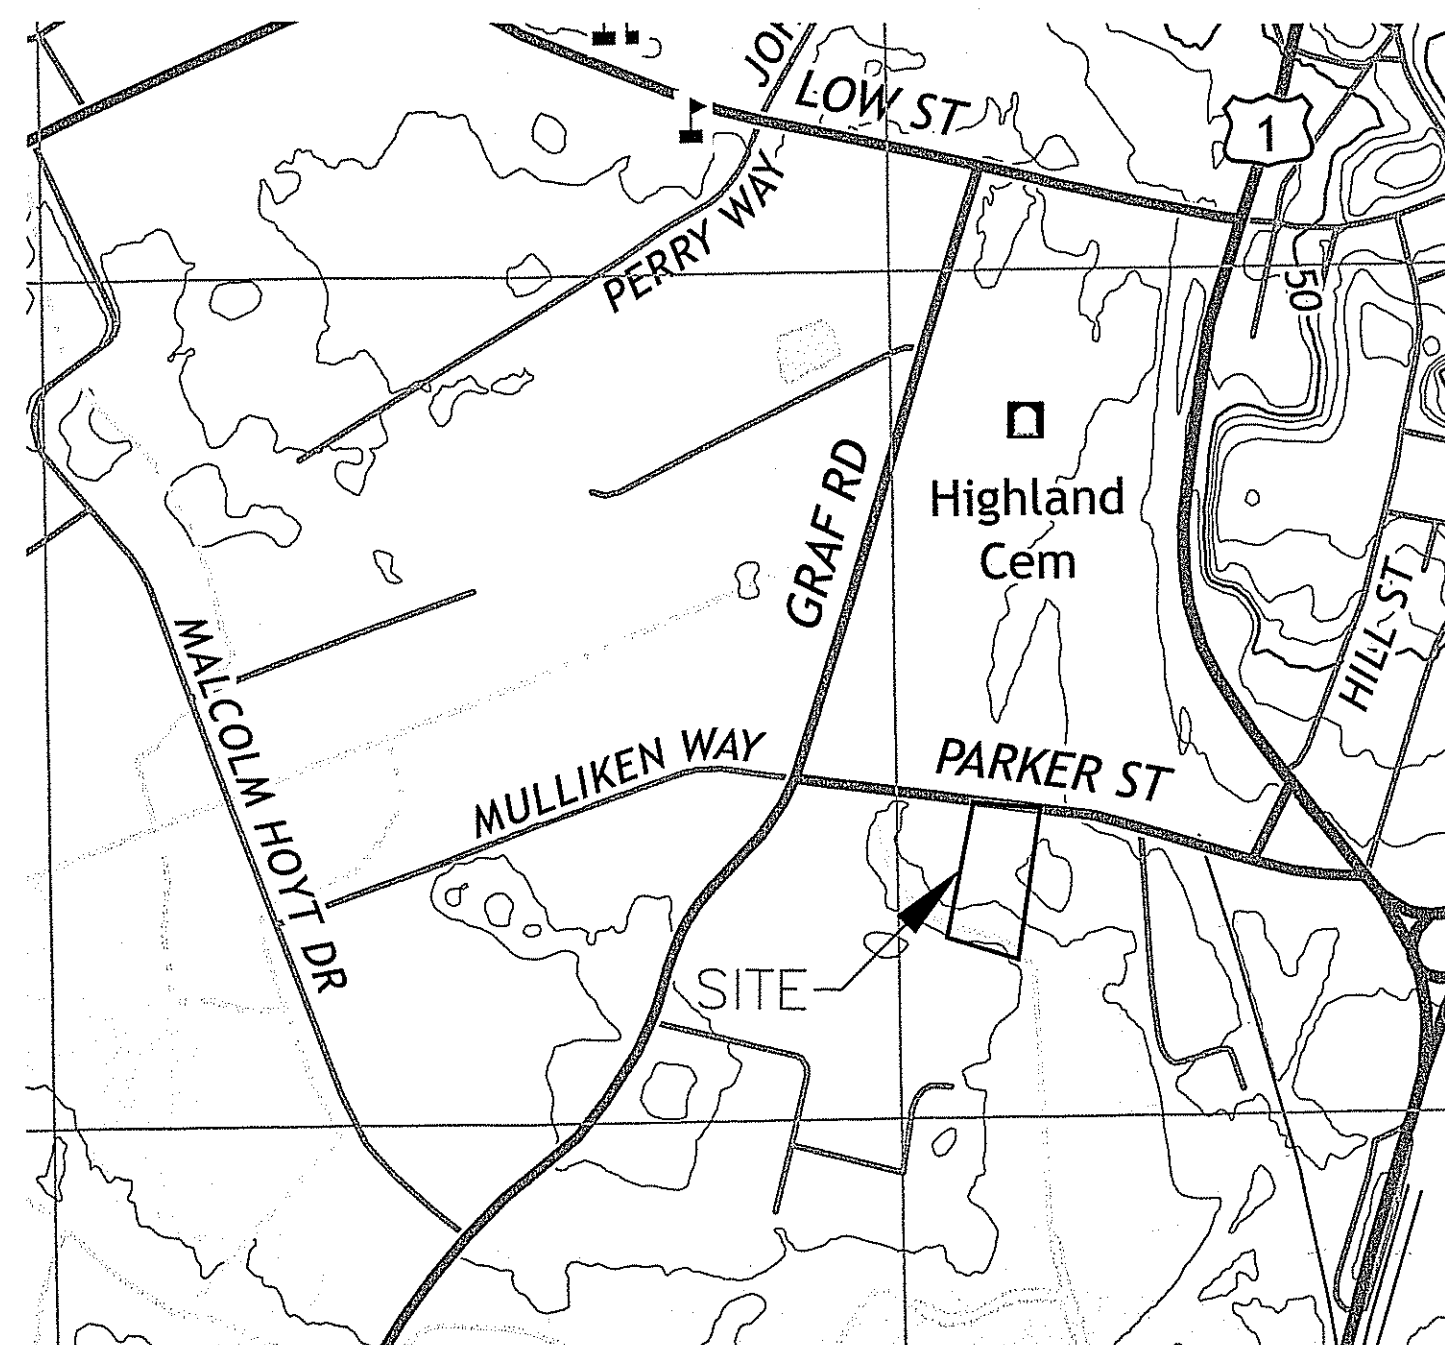 LOW ST
1
PERRY WAY
50
GRAF RD
Highland
Cem
HILL ST
MALCOLM HOYT DR
MULLIKEN WAY
PARKER ST
SITE